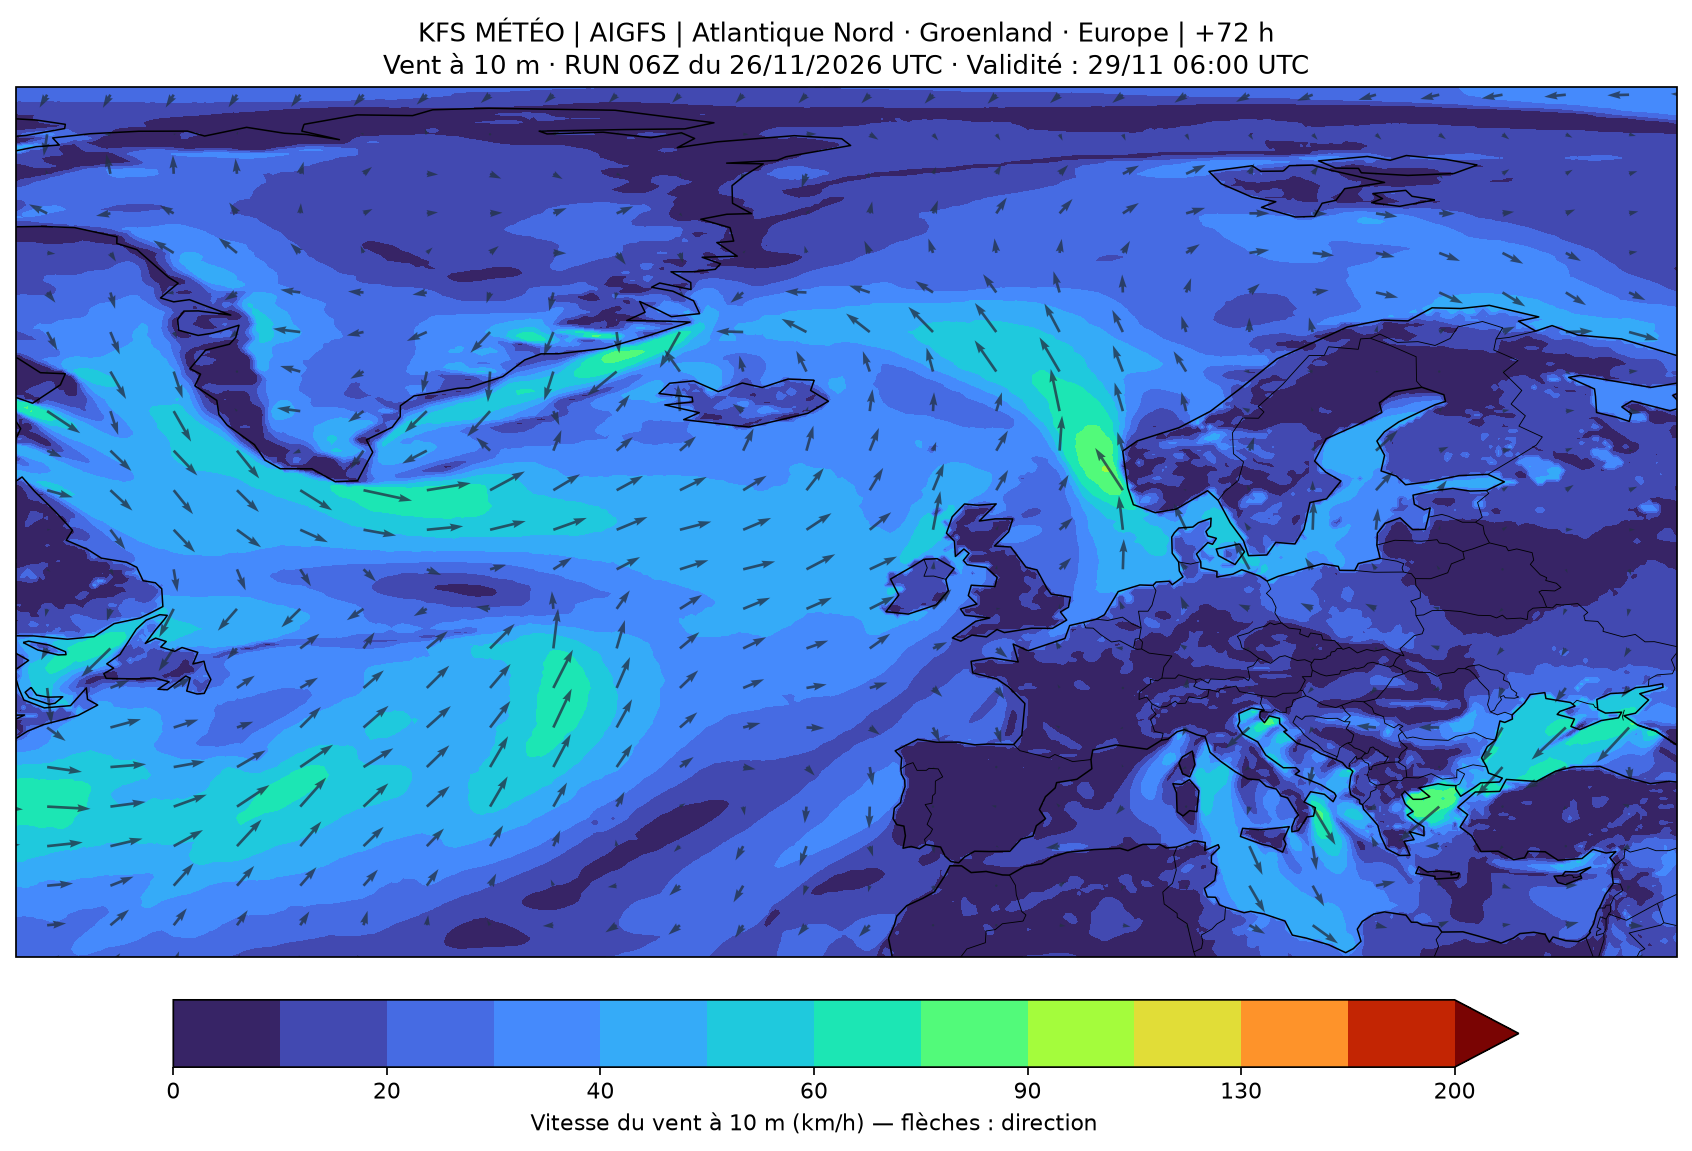 KFS MÉTÉO | AIGFS | Atlantique Nord · Groenland · Europe | +72 h
Vent à 10 m · RUN 06Z du 26/11/2026 UTC · Validité : 29/11 06:00 UTC
0 20 40 60 90 130 200
Vitesse du vent à 10 m (km/h) — flèches : direction